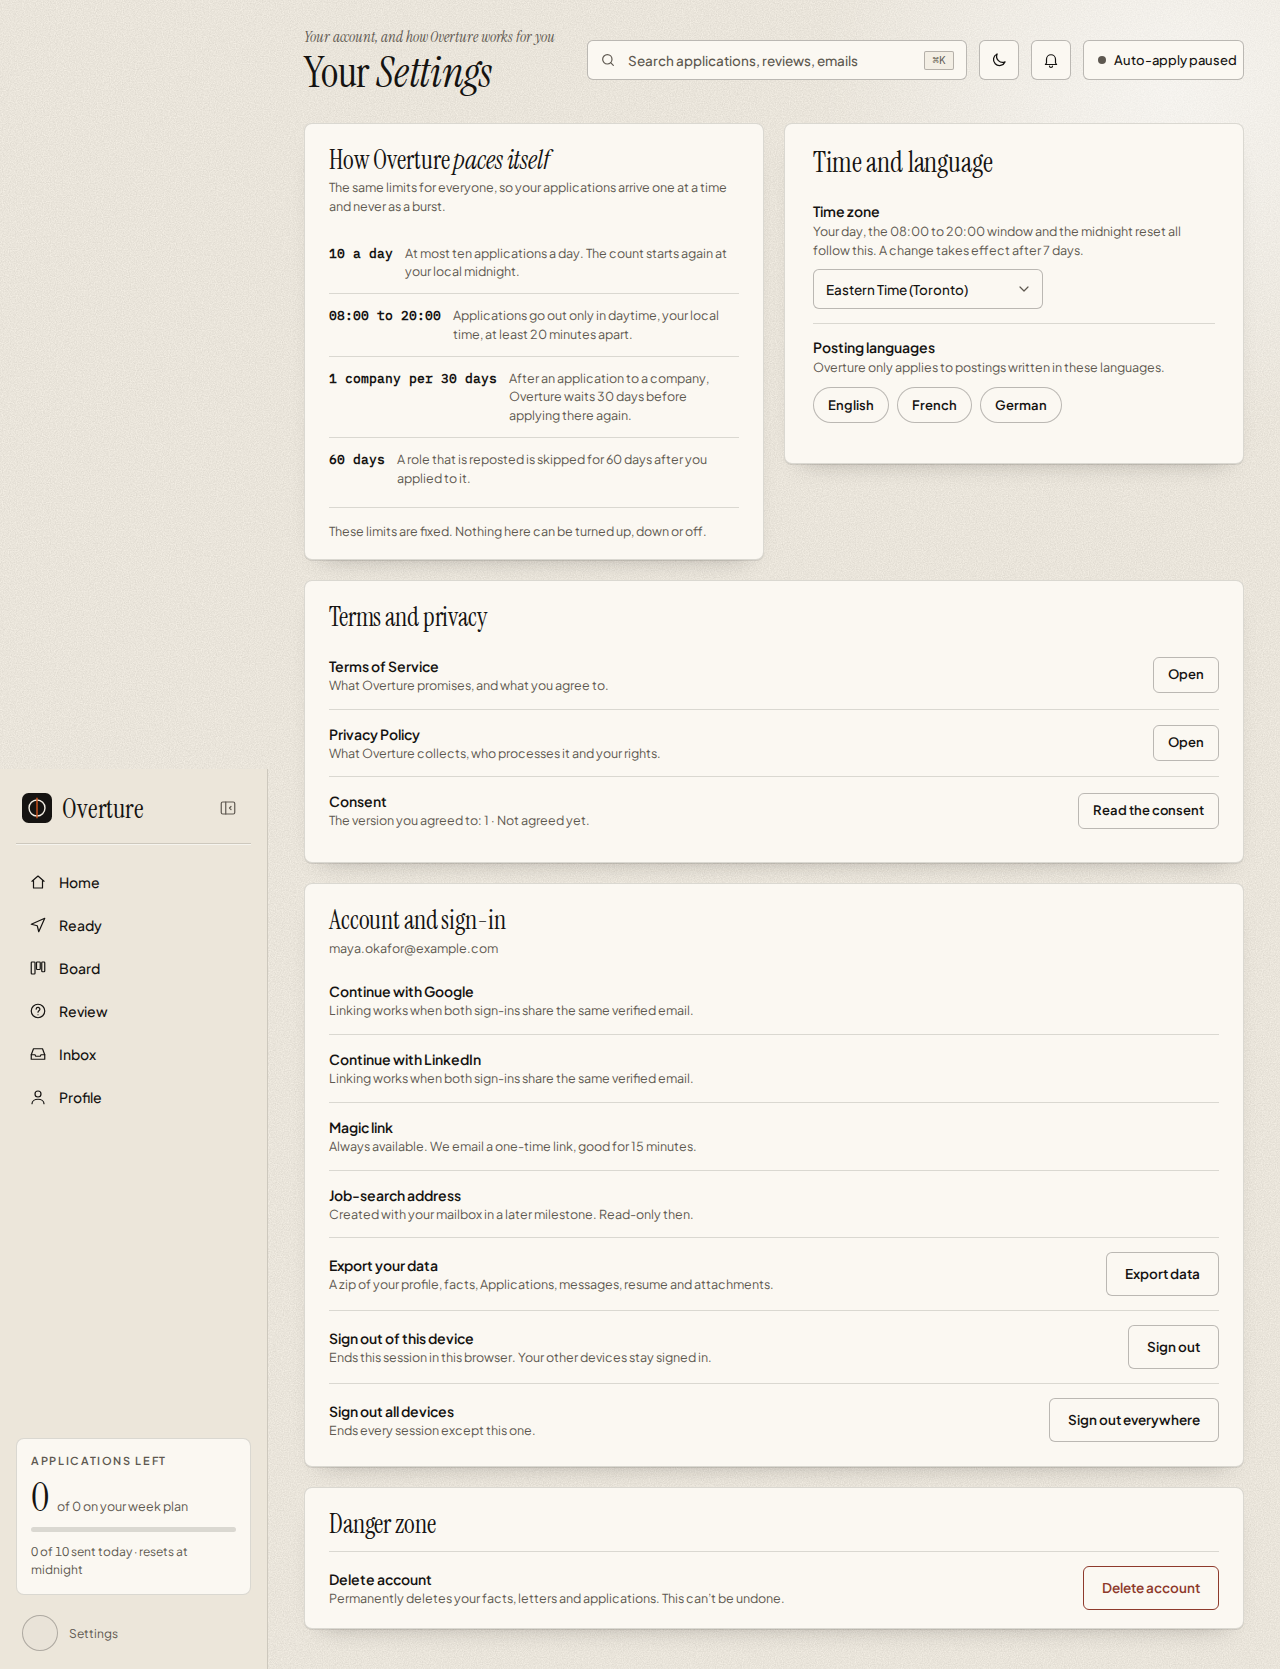 Your account, and how Overture works for you
Your Settings
Search applications, reviews, emails
⌘K
Auto-apply paused
How Overture paces itself
The same limits for everyone, so your applications arrive one at a time
and never as a burst.
10 a day
At most ten applications a day. The count starts again at
your local midnight.
08:00 to 20:00
Applications go out only in daytime, your local
time, at least 20 minutes apart.
1 company per 30 days
After an application to a company,
Overture waits 30 days before
applying there again.
60 days
A role that is reposted is skipped for 60 days after you
applied to it.
These limits are fixed. Nothing here can be turned up, down or off.
Time and language
Time zone
Your day, the 08:00 to 20:00 window and the midnight reset all
follow this. A change takes effect after 7 days.
Eastern Time (Toronto)
Posting languages
Overture only applies to postings written in these languages.
English
French
German
Terms and privacy
Terms of Service
What Overture promises, and what you agree to.
Open
Privacy Policy
What Overture collects, who processes it and your rights.
Open
Consent
The version you agreed to: 1 · Not agreed yet.
Read the consent
Account and sign-in
maya.okafor@example.com
Continue with Google
Linking works when both sign-ins share the same verified email.
Continue with LinkedIn
Linking works when both sign-ins share the same verified email.
Magic link
Always available. We email a one-time link, good for 15 minutes.
Job-search address
Created with your mailbox in a later milestone. Read-only then.
Export your data
A zip of your profile, facts, Applications, messages, resume and attachments.
Export data
Sign out of this device
Ends this session in this browser. Your other devices stay signed in.
Sign out
Sign out all devices
Ends every session except this one.
Sign out everywhere
Danger zone
Delete account
Permanently deletes your facts, letters and applications. This can't be undone.
Delete account
Overture
Home
Ready
Board
Review
Inbox
Profile
APPLICATIONS LEFT
0 of 0 on your week plan
0 of 10 sent today · resets at
midnight
Settings